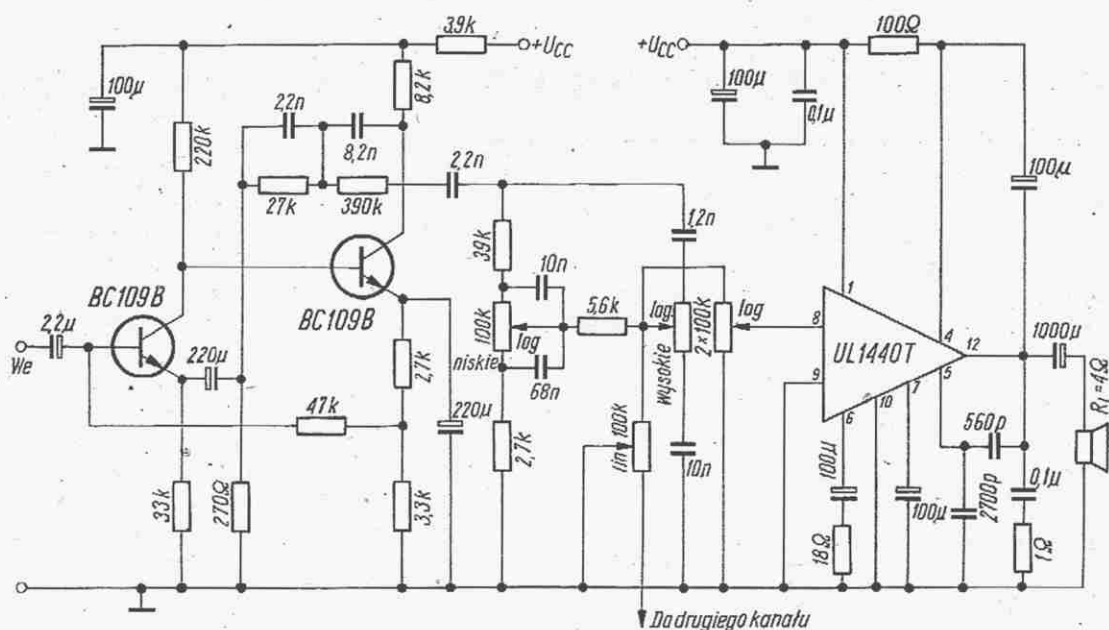 3,9k
+UCC
+UCC
100Ω
100μ
220k
2,2n
8,2n
8,2k
27k
390k
2,2n
100μ
0,1μ
100μ
BC109B
BC109B
39k
10n
1,2n
2,2μ
We
220μ
100k
log
niskie
68n
5,6k
log
wysokie
2×100k
log
1
8
9
UL1440T
4
12
5
6
10
7
1000μ
RL=4Ω
47k
2,7k
220μ
2,7k
lin
100k
10n
100μ
18Ω
100μ
560p
2700p
0,1μ
1Ω
33k
270Ω
3,3k
Do drugiego kanału